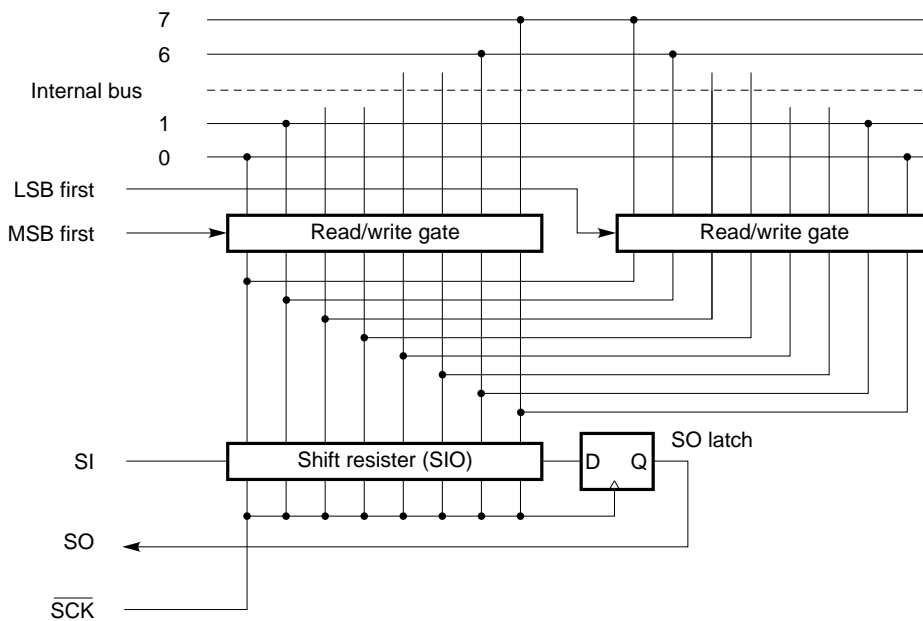 7
6
Internal bus
1
0
LSB first
MSB first
Read/write gate
Read/write gate
SO latch
SI
Shift resister (SIO)
D
Q
SO
SCK